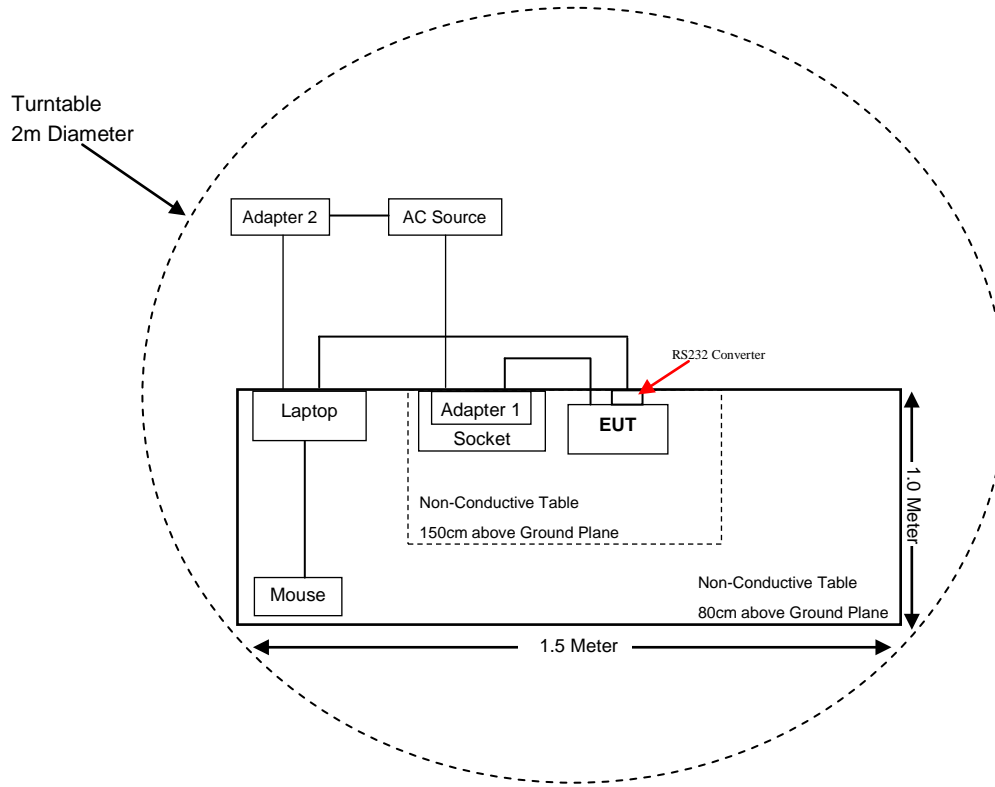 Turntable
2m Diameter
Adapter 2
AC Source
RS232 Converter
Laptop
Adapter 1
Socket
EUT
Non-Conductive Table
150cm above Ground Plane
1.0 Meter
Mouse
Non-Conductive Table
80cm above Ground Plane
1.5 Meter